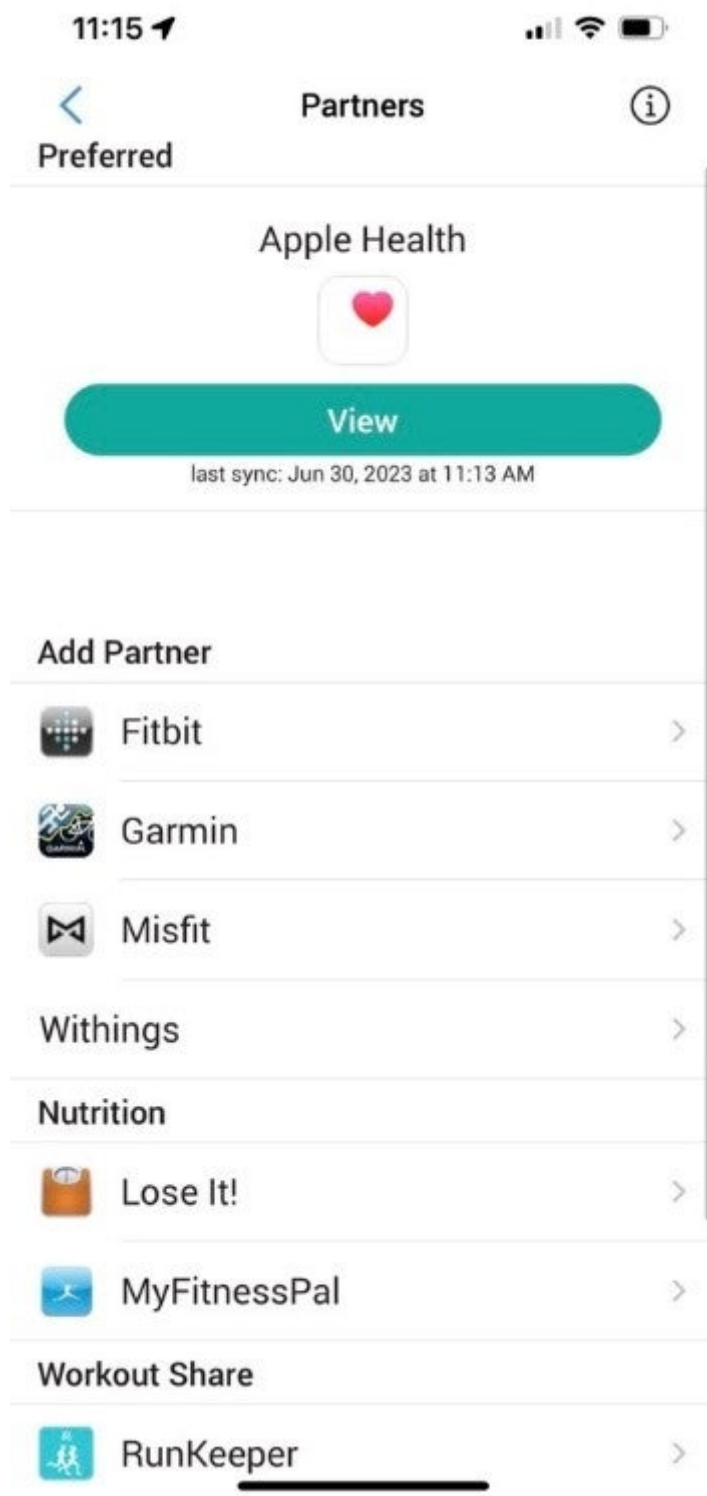 11:15
Partners
Preferred
Apple Health
View
last sync: Jun 30, 2023 at 11:13 AM
Add Partner
Fitbit
GARMIN
Garmin
Misfit
Withings
Nutrition
Lose It!
MyFitnessPal
Workout Share
RunKeeper